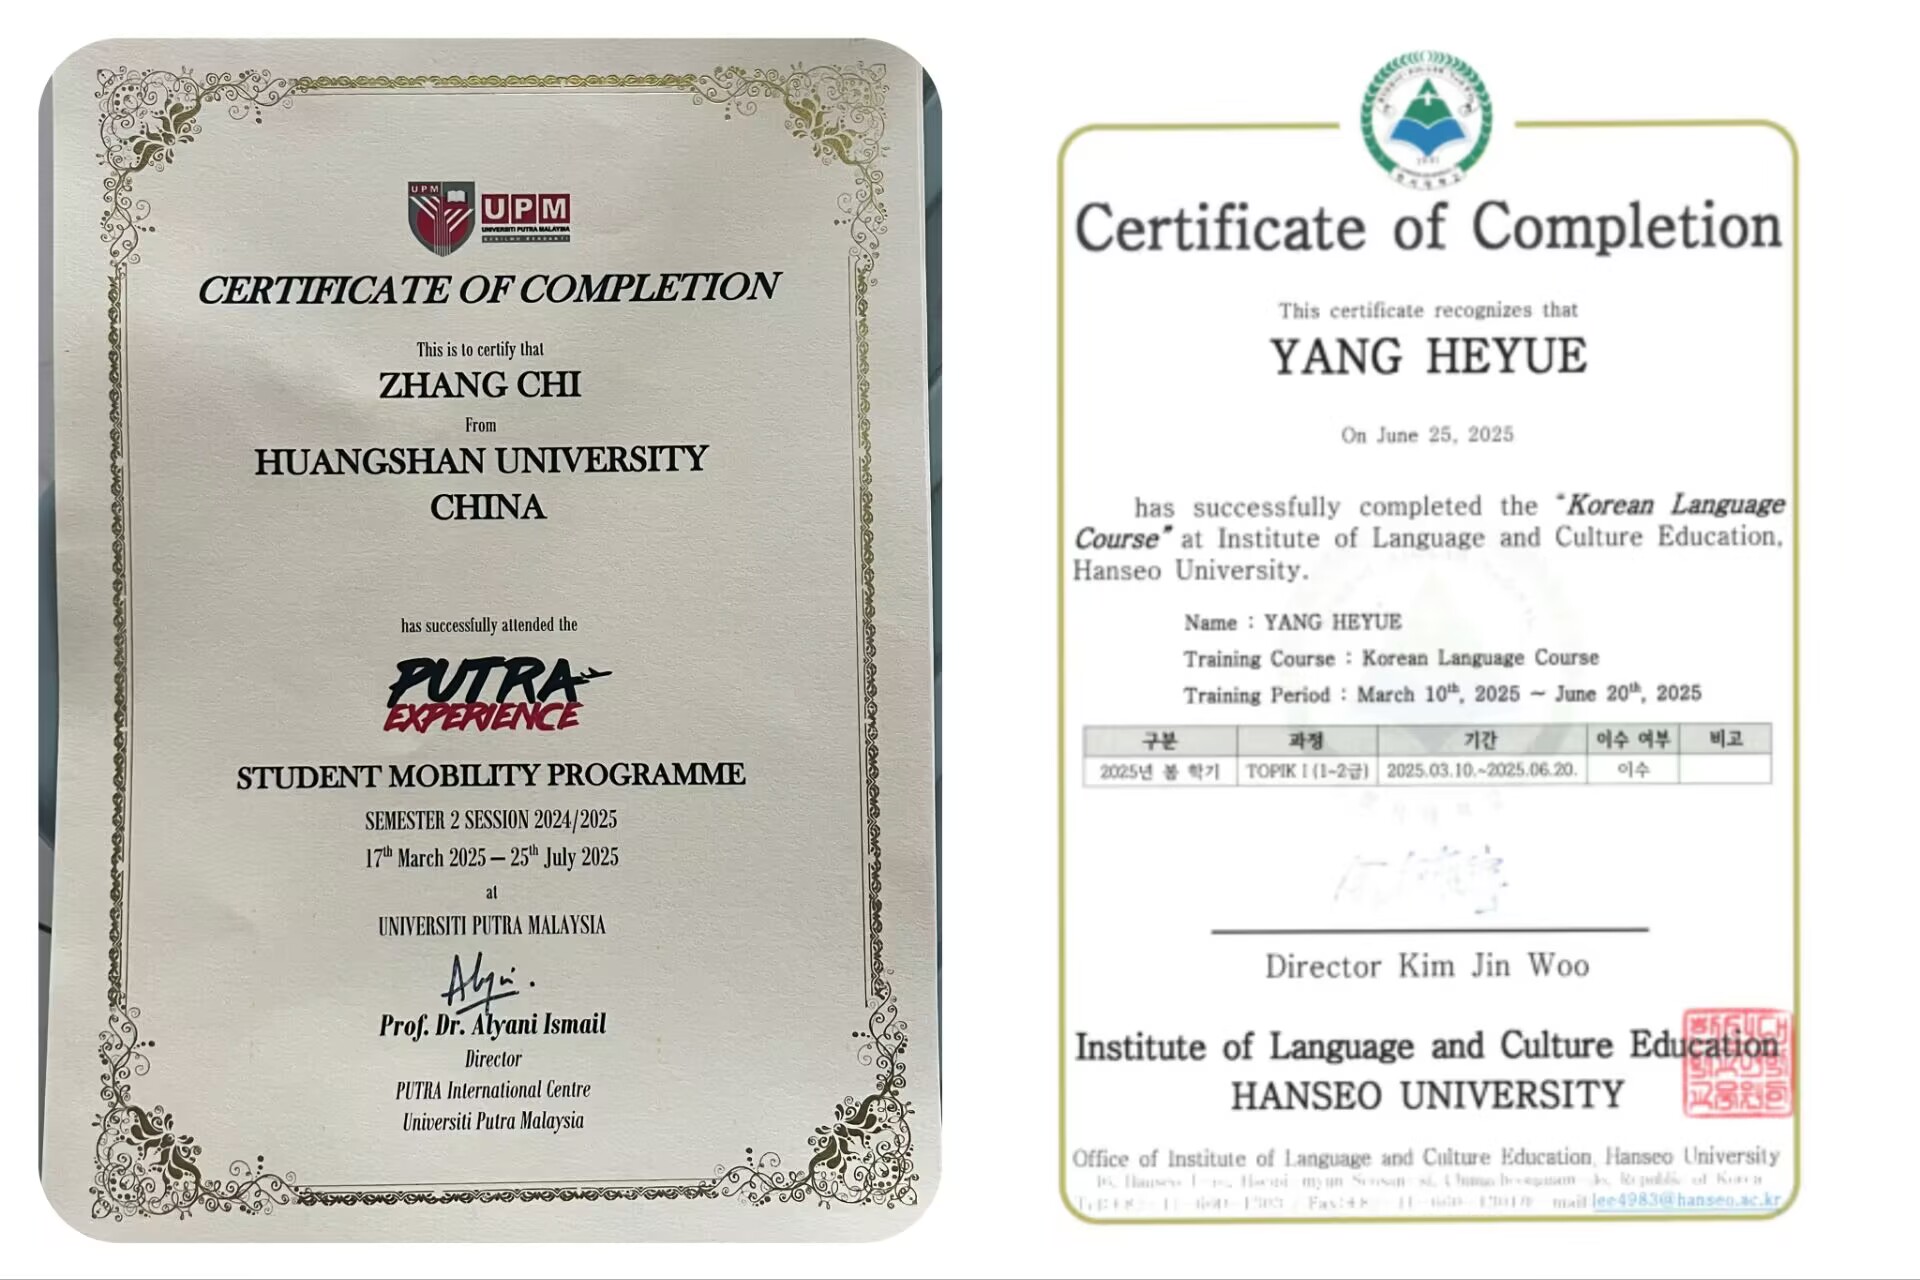 UPM
UPM
UNIVERSITI PUTRA MALAYSIA
BERILMU BERBAKTI
CERTIFICATE OF COMPLETION
This is to certify that
ZHANG CHI
From
HUANGSHAN UNIVERSITY
CHINA
has successfully attended the
PUTRA
EXPERIENCE
STUDENT MOBILITY PROGRAMME
SEMESTER 2 SESSION 2024/2025
17th March 2025 – 25th July 2025
at
UNIVERSITI PUTRA MALAYSIA
Prof. Dr. Alyani Ismail
Director
PUTRA International Centre
Universiti Putra Malaysia
Certificate of Completion
This certificate recognizes that
YANG HEYUE
On June 25, 2025
has successfully completed the "Korean Language
Course" at Institute of Language and Culture Education,
Hanseo University.
Name : YANG HEYUE
Training Course : Korean Language Course
Training Period : March 10th, 2025 ~ June 20th, 2025
구분 과정 기간 이수 여부 비고
2025년 봄 학기 TOPIK I (1-2급) 2025.03.10.~2025.06.20. 이수
Director Kim Jin Woo
Institute of Language and Culture Education
HANSEO UNIVERSITY
Office of Institute of Language and Culture Education, Hanseo University
Republic of Korea
lee4983@hanseo.ac.kr